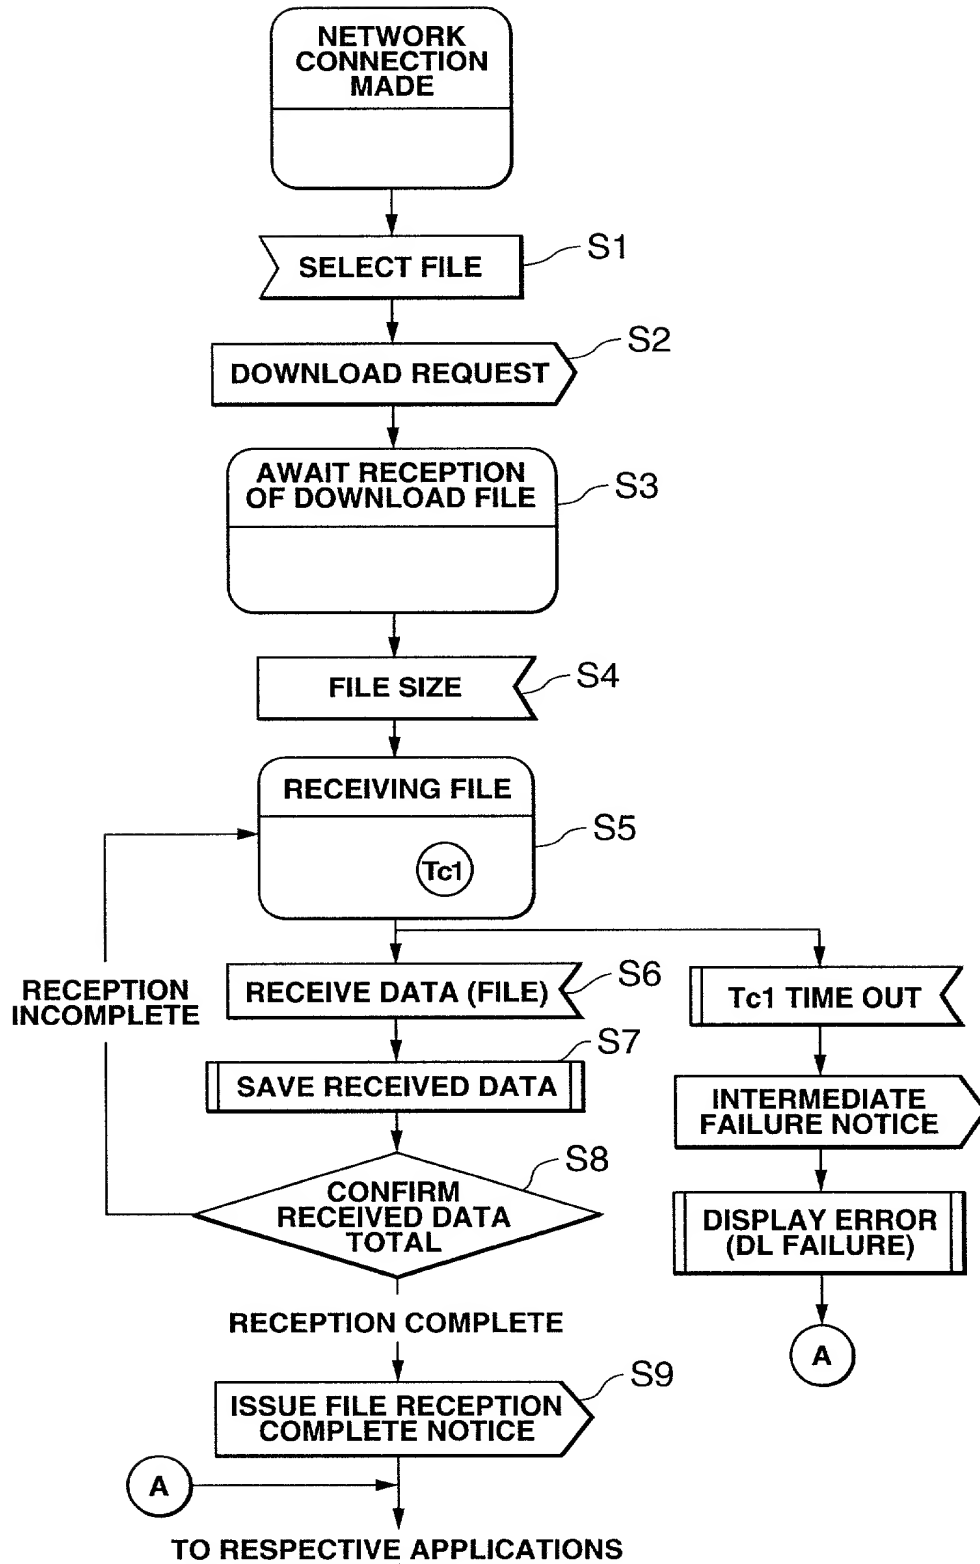 NETWORK
CONNECTION
MADE
SELECT FILE
S1
DOWNLOAD REQUEST
S2
AWAIT RECEPTION
OF DOWNLOAD FILE
S3
FILE SIZE
S4
RECEIVING FILE
S5
Tc1
RECEPTION
INCOMPLETE
RECEIVE DATA (FILE)
S6
Tc1 TIME OUT
SAVE RECEIVED DATA
S7
INTERMEDIATE
FAILURE NOTICE
CONFIRM
RECEIVED DATA
TOTAL
S8
DISPLAY ERROR
(DL FAILURE)
RECEPTION COMPLETE
A
ISSUE FILE RECEPTION
COMPLETE NOTICE
S9
A
TO RESPECTIVE APPLICATIONS